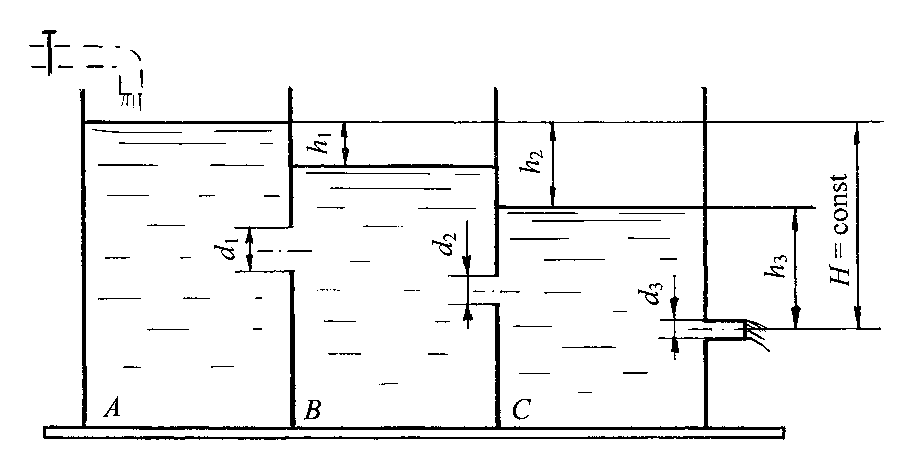 h₁
h₂
d₁
d₂
d₃
h₃
H = const
A
B
C